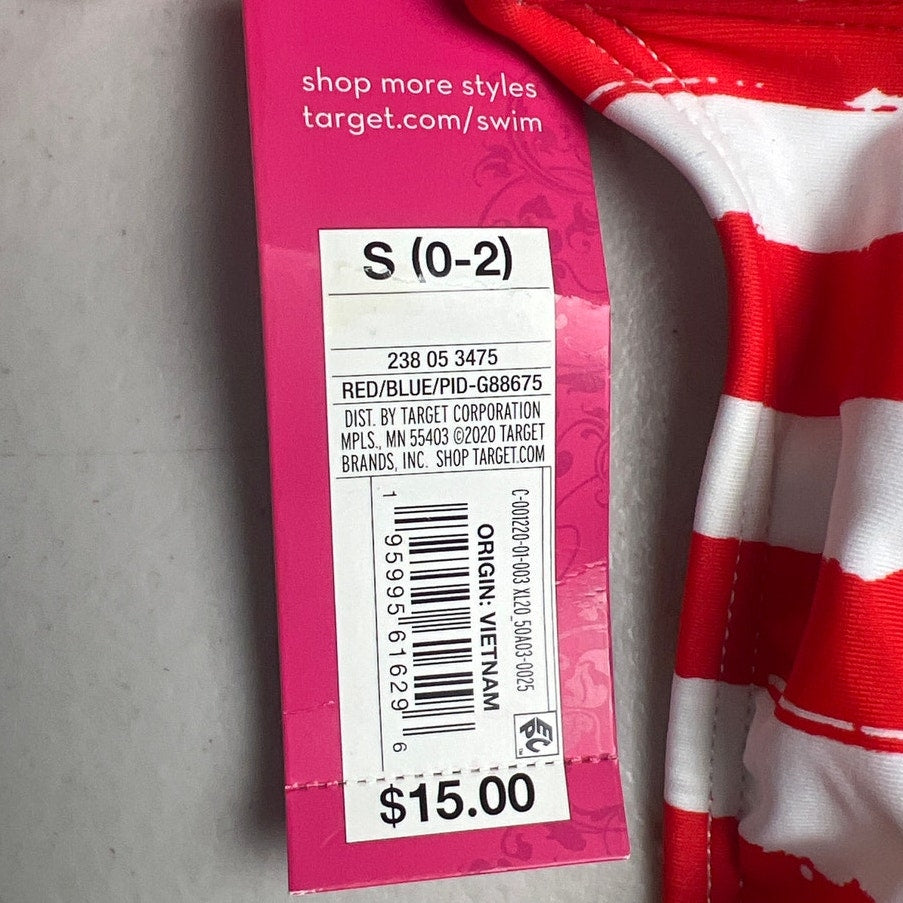 shop more styles
target.com/swim
S (0-2)
238 05 3475
RED/BLUE/PID-G88675
DIST. BY TARGET CORPORATION
MPLS., MN 55403 ©2020 TARGET
BRANDS, INC. SHOP TARGET.COM
C-001220-01-003 XL20_50A03-0025
ORIGIN: VIETNAM
1 95995 61629 6
ECPC™
$15.00